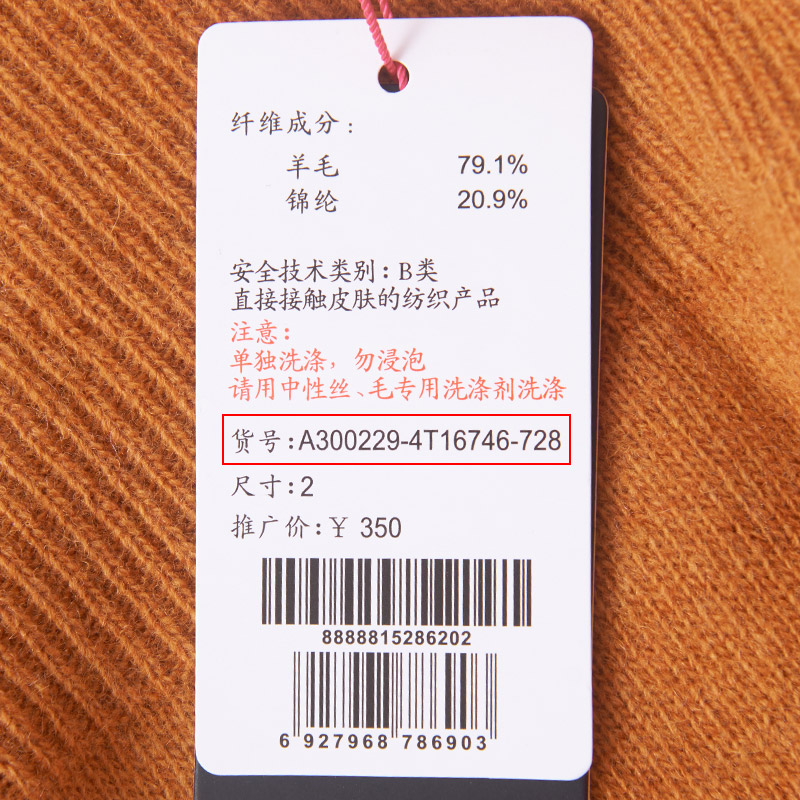 纤维成分:
羊毛 79.1%
锦纶 20.9%
安全技术类别:B类
直接接触皮肤的纺织产品
注意:
单独洗涤,勿浸泡
请用中性丝、毛专用洗涤剂洗涤
货号:A300229-4T16746-728
尺寸:2
推广价:¥ 350
8888815286202
6 927968 786903